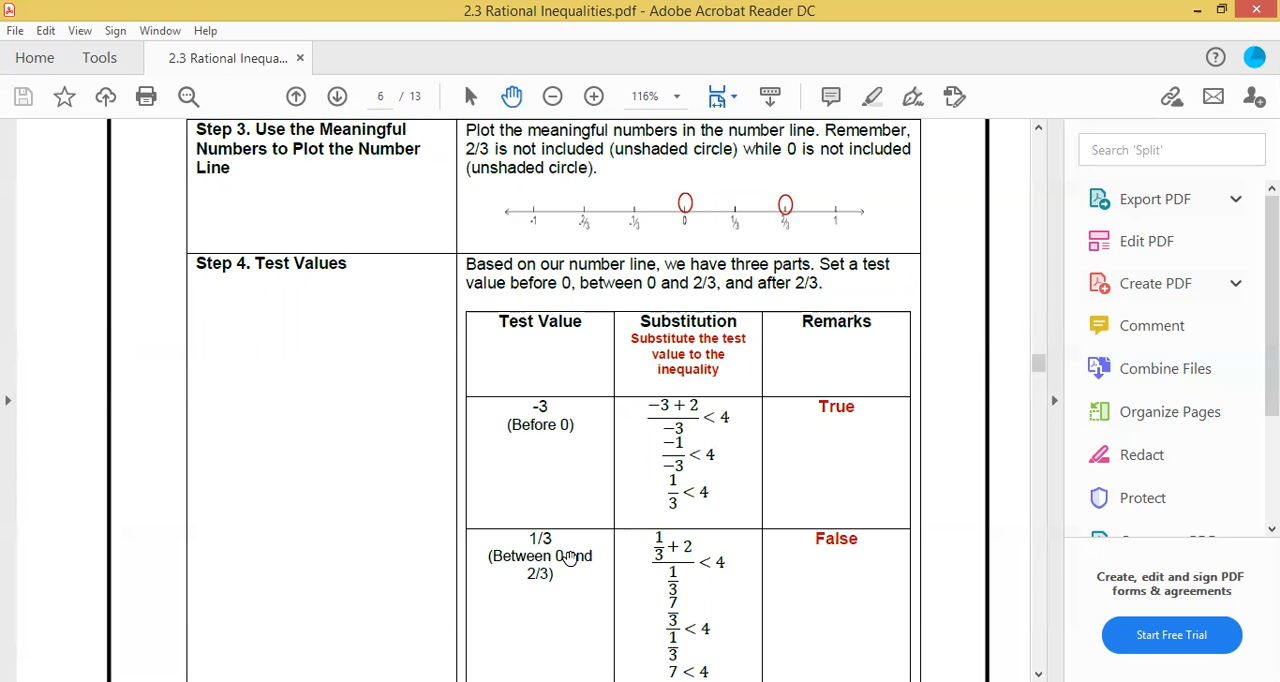 2.3 Rational Inequalities.pdf - Adobe Acrobat Reader DC
File Edit View Sign Window Help
Home Tools 2.3 Rational Inequa... ×
6 / 13 116%
Step 3. Use the Meaningful
Numbers to Plot the Number
Line
Plot the meaningful numbers in the number line. Remember,
2/3 is not included (unshaded circle) while 0 is not included
(unshaded circle).
-1 -2/3 -1/3 0 1/3 2/3 1
Step 4. Test Values
Based on our number line, we have three parts. Set a test
value before 0, between 0 and 2/3, and after 2/3.
Test Value
Substitution
Substitute the test
value to the
inequality
Remarks
-3
(Before 0)
−3 + 2
−3
< 4
−1
−3
< 4
1
3
< 4
True
1/3
(Between 0 and
2/3)
1
3
+ 2
1
3
< 4
7
3
1
3
< 4
7 < 4
False
Search 'Split'
Export PDF
Edit PDF
Create PDF
Comment
Combine Files
Organize Pages
Redact
Protect
Create, edit and sign PDF
forms & agreements
Start Free Trial